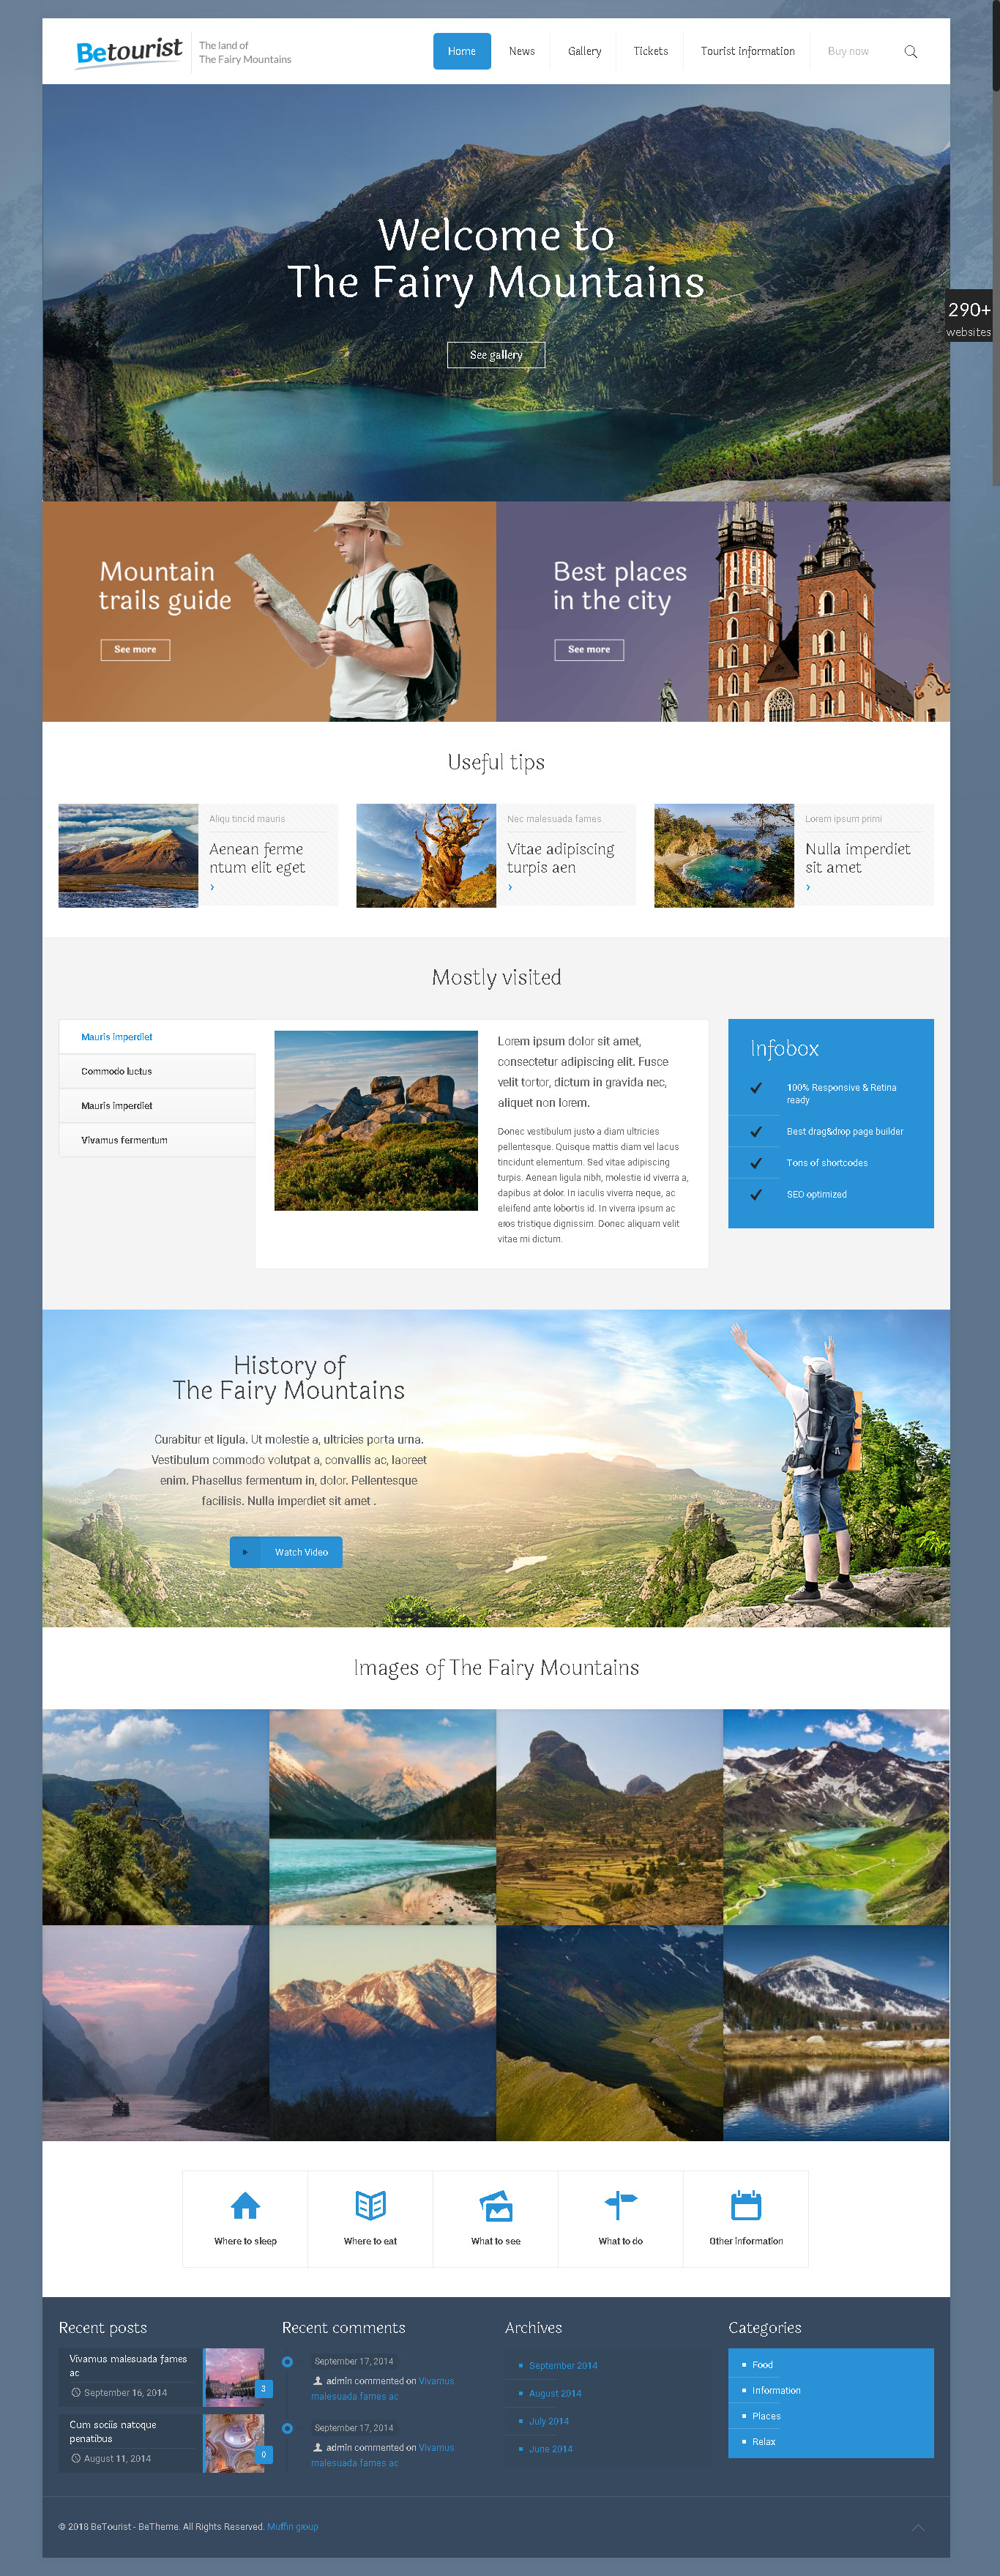 Betourist
The land of
The Fairy Mountains
Home
News
Gallery
Tickets
Tourist information
Buy now
Welcome to
The Fairy Mountains
See gallery
290+
websites
Mountain
trails guide
See more
Best places
in the city
See more
Useful tips
Aliqu tincid mauris
Aenean ferme
ntum elit eget
Nec malesuada fames
Vitae adipiscing
turpis aen
Lorem ipsum primi
Nulla imperdiet
sit amet
Mostly visited
Mauris imperdiet
Commodo luctus
Mauris imperdiet
Vivamus fermentum
Lorem ipsum dolor sit amet,
consectetur adipiscing elit. Fusce
velit tortor, dictum in gravida nec,
aliquet non lorem.
Donec vestibulum justo a diam ultricies
pellentesque. Quisque mattis diam vel lacus
tincidunt elementum. Sed vitae adipiscing
turpis. Aenean ligula nibh, molestie id viverra a,
dapibus at dolor. In iaculis viverra neque, ac
eleifend ante lobortis id. In viverra ipsum ac
eros tristique dignissim. Donec aliquam velit
vitae mi dictum.
Infobox
100% Responsive & Retina
ready
Best drag&drop page builder
Tons of shortcodes
SEO optimized
History of
The Fairy Mountains
Curabitur et ligula. Ut molestie a, ultricies porta urna.
Vestibulum commodo volutpat a, convallis ac, laoreet
enim. Phasellus fermentum in, dolor. Pellentesque
facilisis. Nulla imperdiet sit amet .
Watch Video
Images of The Fairy Mountains
Where to sleep
Where to eat
What to see
What to do
Other information
Recent posts
Vivamus malesuada fames
ac
September 16, 2014
3
Cum sociis natoque
penatibus
August 11, 2014
0
Recent comments
September 17, 2014
admin commented on Vivamus
malesuada fames ac
September 17, 2014
admin commented on Vivamus
malesuada fames ac
Archives
September 2014
August 2014
July 2014
June 2014
Categories
Food
Information
Places
Relax
© 2018 BeTourist - BeTheme. All Rights Reserved. Muffin group